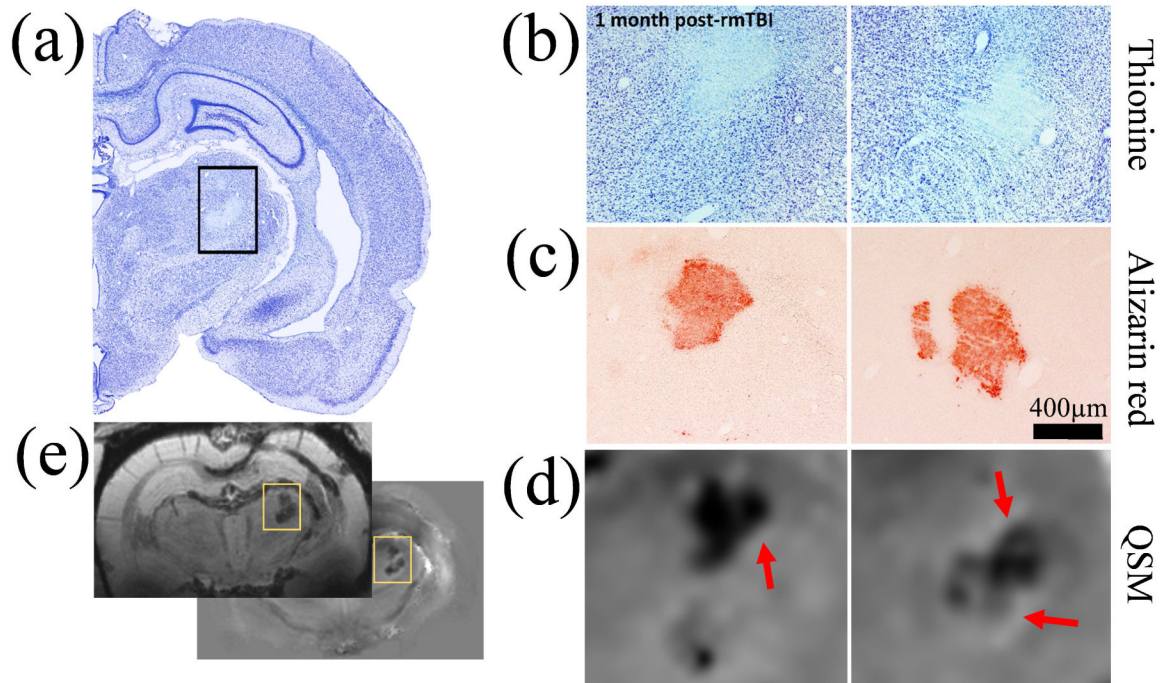 (a)
(b)
1 month post-rmTBI
Thionine
(c)
Alizarin red
400μm
(e)
(d)
QSM